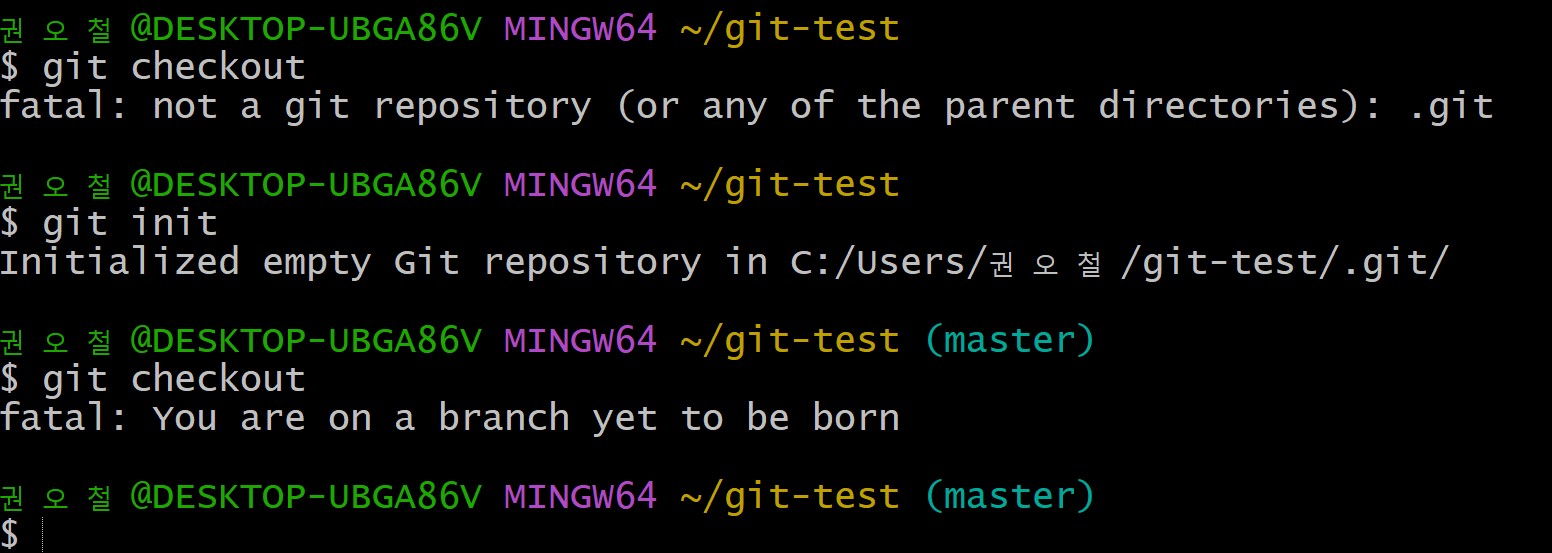 권오철@DESKTOP-UBGA86V MINGW64 ~/git-test
$ git checkout
fatal: not a git repository (or any of the parent directories): .git
권오철@DESKTOP-UBGA86V MINGW64 ~/git-test
$ git init
Initialized empty Git repository in C:/Users/권오철/git-test/.git/
권오철@DESKTOP-UBGA86V MINGW64 ~/git-test (master)
$ git checkout
fatal: You are on a branch yet to be born
권오철@DESKTOP-UBGA86V MINGW64 ~/git-test (master)
$